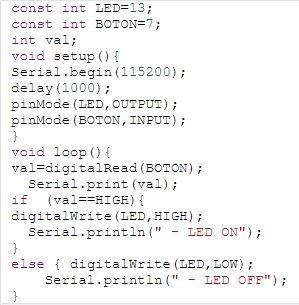 const int LED=13;
const int BOTON=7;
int val;
void setup(){
Serial.begin(115200);
delay(1000);
pinMode(LED,OUTPUT);
pinMode(BOTON,INPUT);
}
void loop(){
val=digitalRead(BOTON);
Serial.print(val);
if (val==HIGH){
digitalWrite(LED,HIGH);
Serial.println(" - LED ON");
}
else { digitalWrite(LED,LOW);
Serial.println(" - LED OFF");
}